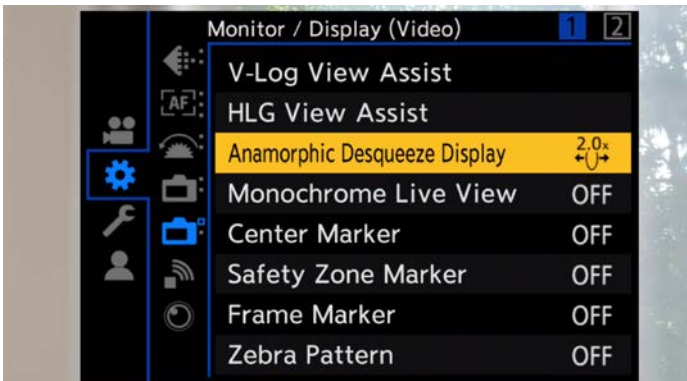 Monitor / Display (Video) 1 2
V-Log View Assist
AF
HLG View Assist
Anamorphic Desqueeze Display 2.0x
Monochrome Live View OFF
Center Marker OFF
Safety Zone Marker OFF
Frame Marker OFF
Zebra Pattern OFF